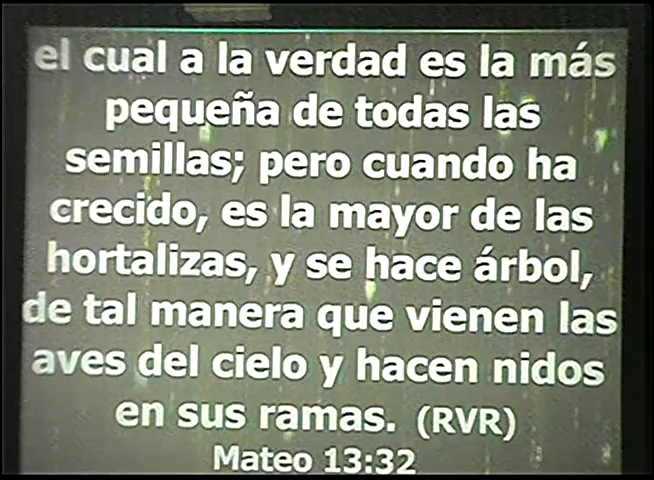 el cual a la verdad es la más
pequeña de todas las
semillas; pero cuando ha
crecido, es la mayor de las
hortalizas, y se hace árbol,
de tal manera que vienen las
aves del cielo y hacen nidos
en sus ramas. (RVR)
Mateo 13:32